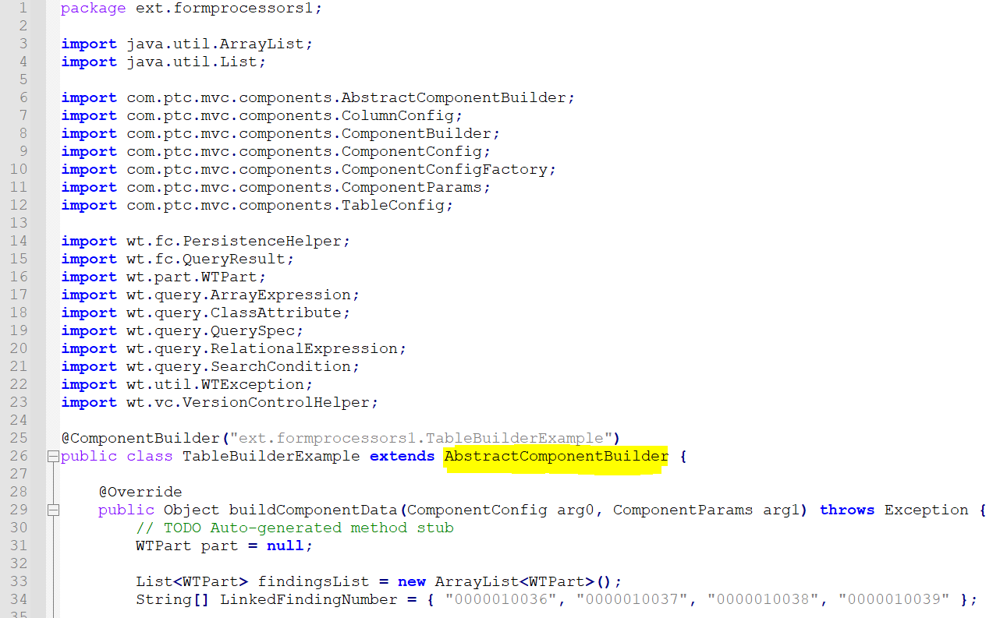 1 package ext.formprocessors1;
2
3 import java.util.ArrayList;
4 import java.util.List;
5
6 import com.ptc.mvc.components.AbstractComponentBuilder;
7 import com.ptc.mvc.components.ColumnConfig;
8 import com.ptc.mvc.components.ComponentBuilder;
9 import com.ptc.mvc.components.ComponentConfig;
10 import com.ptc.mvc.components.ComponentConfigFactory;
11 import com.ptc.mvc.components.ComponentParams;
12 import com.ptc.mvc.components.TableConfig;
13
14 import wt.fc.PersistenceHelper;
15 import wt.fc.QueryResult;
16 import wt.part.WTPart;
17 import wt.query.ArrayExpression;
18 import wt.query.ClassAttribute;
19 import wt.query.QuerySpec;
20 import wt.query.RelationalExpression;
21 import wt.query.SearchCondition;
22 import wt.util.WTException;
23 import wt.vc.VersionControlHelper;
24
25 @ComponentBuilder("ext.formprocessors1.TableBuilderExample")
26 public class TableBuilderExample extends AbstractComponentBuilder {
27
28 @Override
29 public Object buildComponentData(ComponentConfig arg0, ComponentParams arg1) throws Exception {
30 // TODO Auto-generated method stub
31 WTPart part = null;
32
33 List<WTPart> findingsList = new ArrayList<WTPart>();
34 String[] LinkedFindingNumber = { "0000010036", "0000010037", "0000010038", "0000010039" };
35